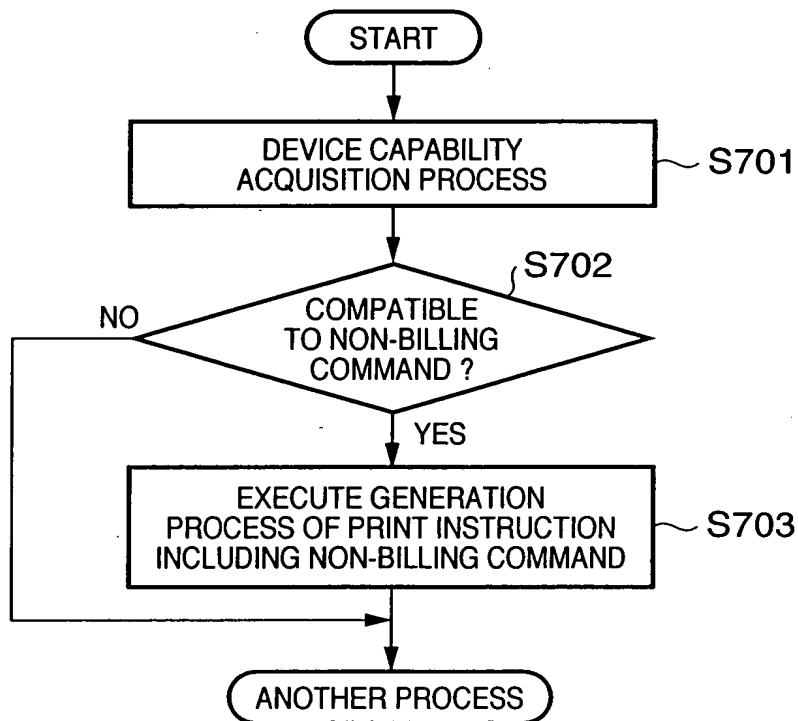 START
DEVICE CAPABILITY
ACQUISITION PROCESS
S701
S702
COMPATIBLE
TO NON-BILLING
COMMAND ?
NO
YES
EXECUTE GENERATION
PROCESS OF PRINT INSTRUCTION
INCLUDING NON-BILLING COMMAND
S703
ANOTHER PROCESS